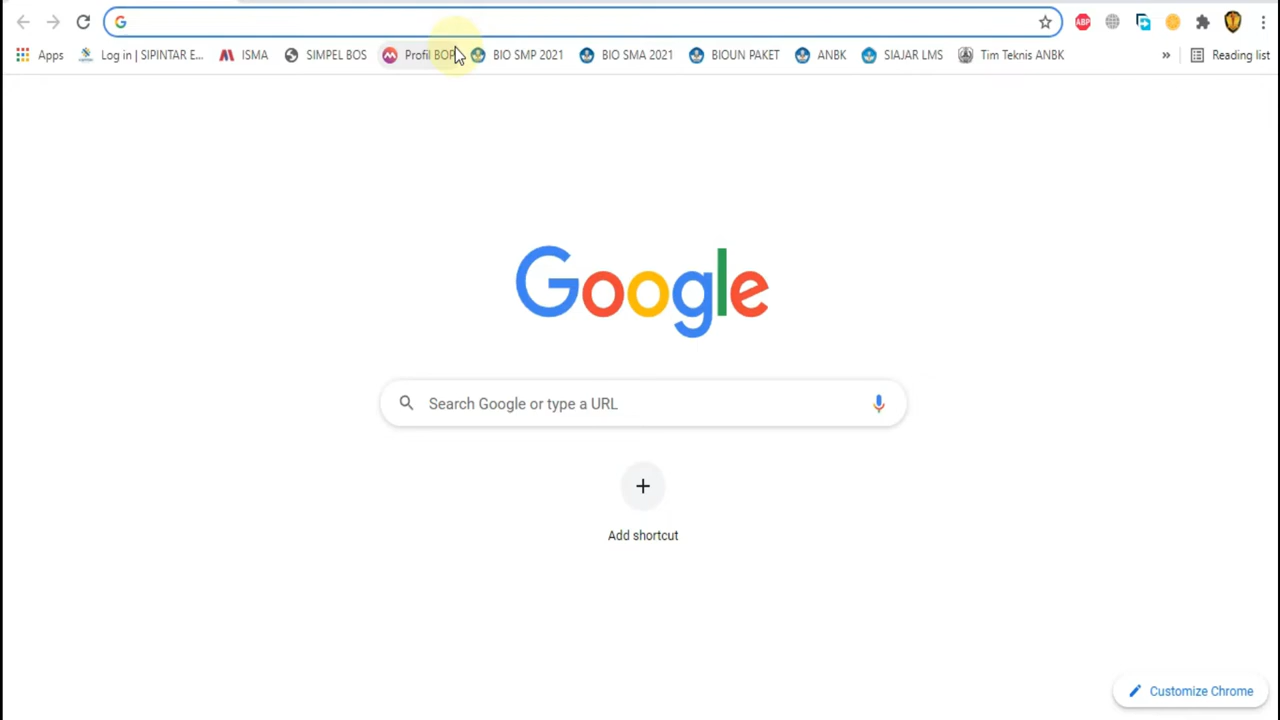 ABP
Apps Log in | SIPINTAR E... ISMA SIMPEL BOS Profil BOP BIO SMP 2021 BIO SMA 2021 BIOUN PAKET ANBK SIAJAR LMS Tim Teknis ANBK » Reading list
Google
Search Google or type a URL
Add shortcut
Customize Chrome